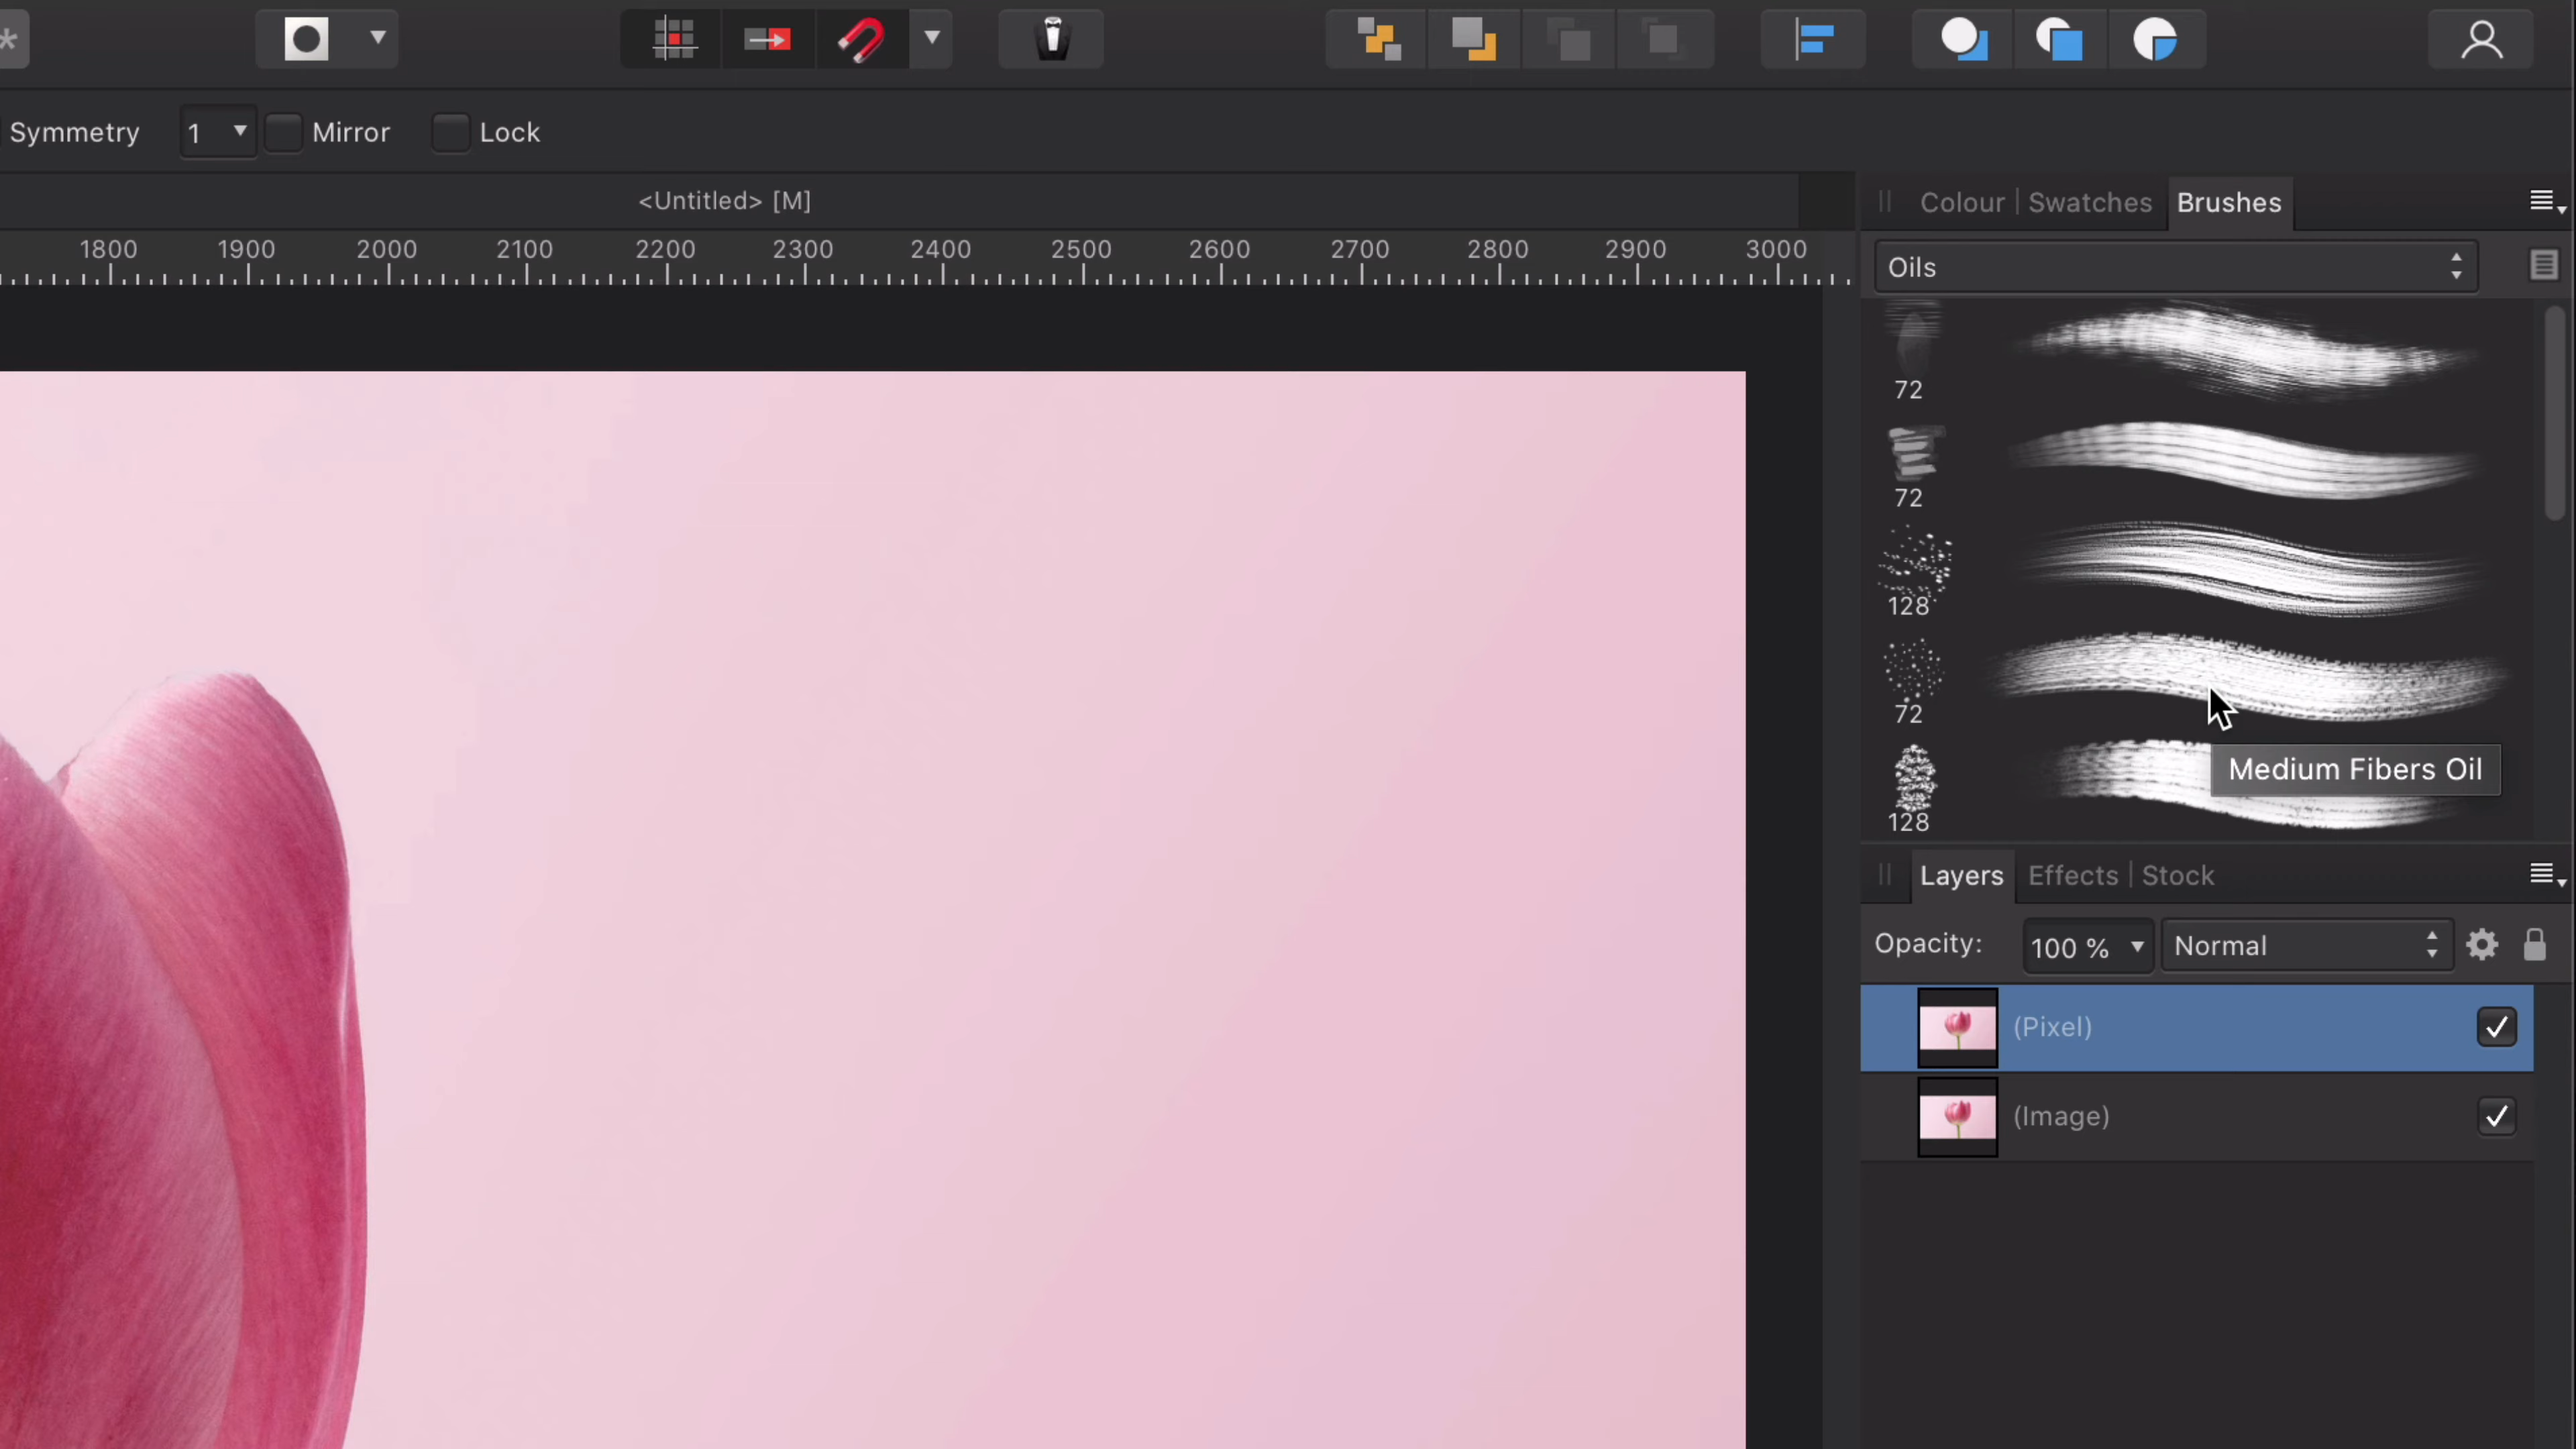 Symmetry 1 Mirror Lock
<Untitled> [M]
1800 1900 2000 2100 2200 2300 2400 2500 2600 2700 2800 2900 3000
Colour | Swatches Brushes
Oils
72
72
128
72
Medium Fibers Oil
128
Layers Effects | Stock
Opacity: 100 % Normal
(Pixel)
(Image)